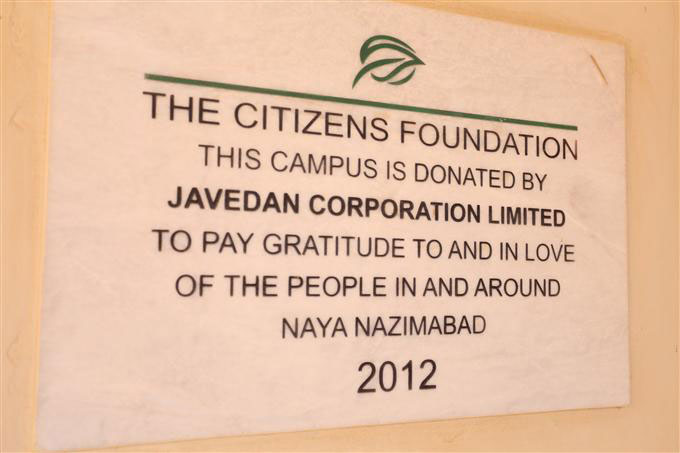 THE CITIZENS FOUNDATION
THIS CAMPUS IS DONATED BY
JAVEDAN CORPORATION LIMITED
TO PAY GRATITUDE TO AND IN LOVE
OF THE PEOPLE IN AND AROUND
NAYA NAZIMABAD
2012